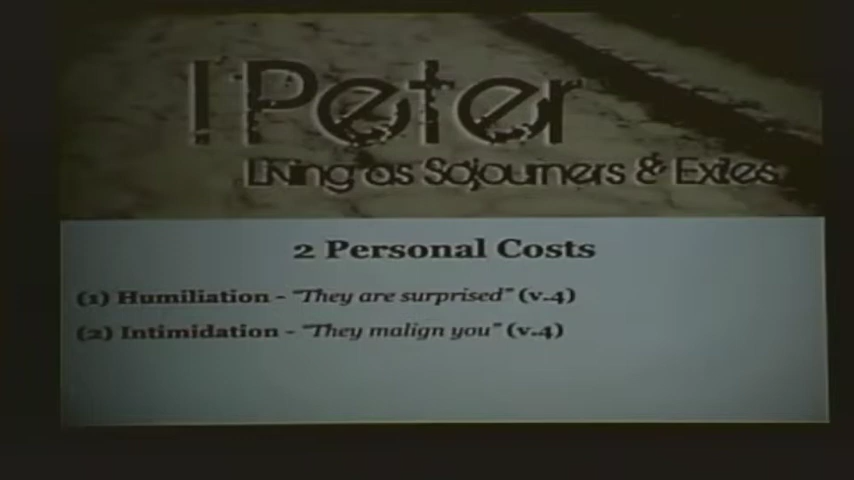 I Peter
Living as Sojourners & Exiles
2 Personal Costs
(1) Humiliation - "They are surprised" (v.4)
(2) Intimidation - "They malign you" (v.4)